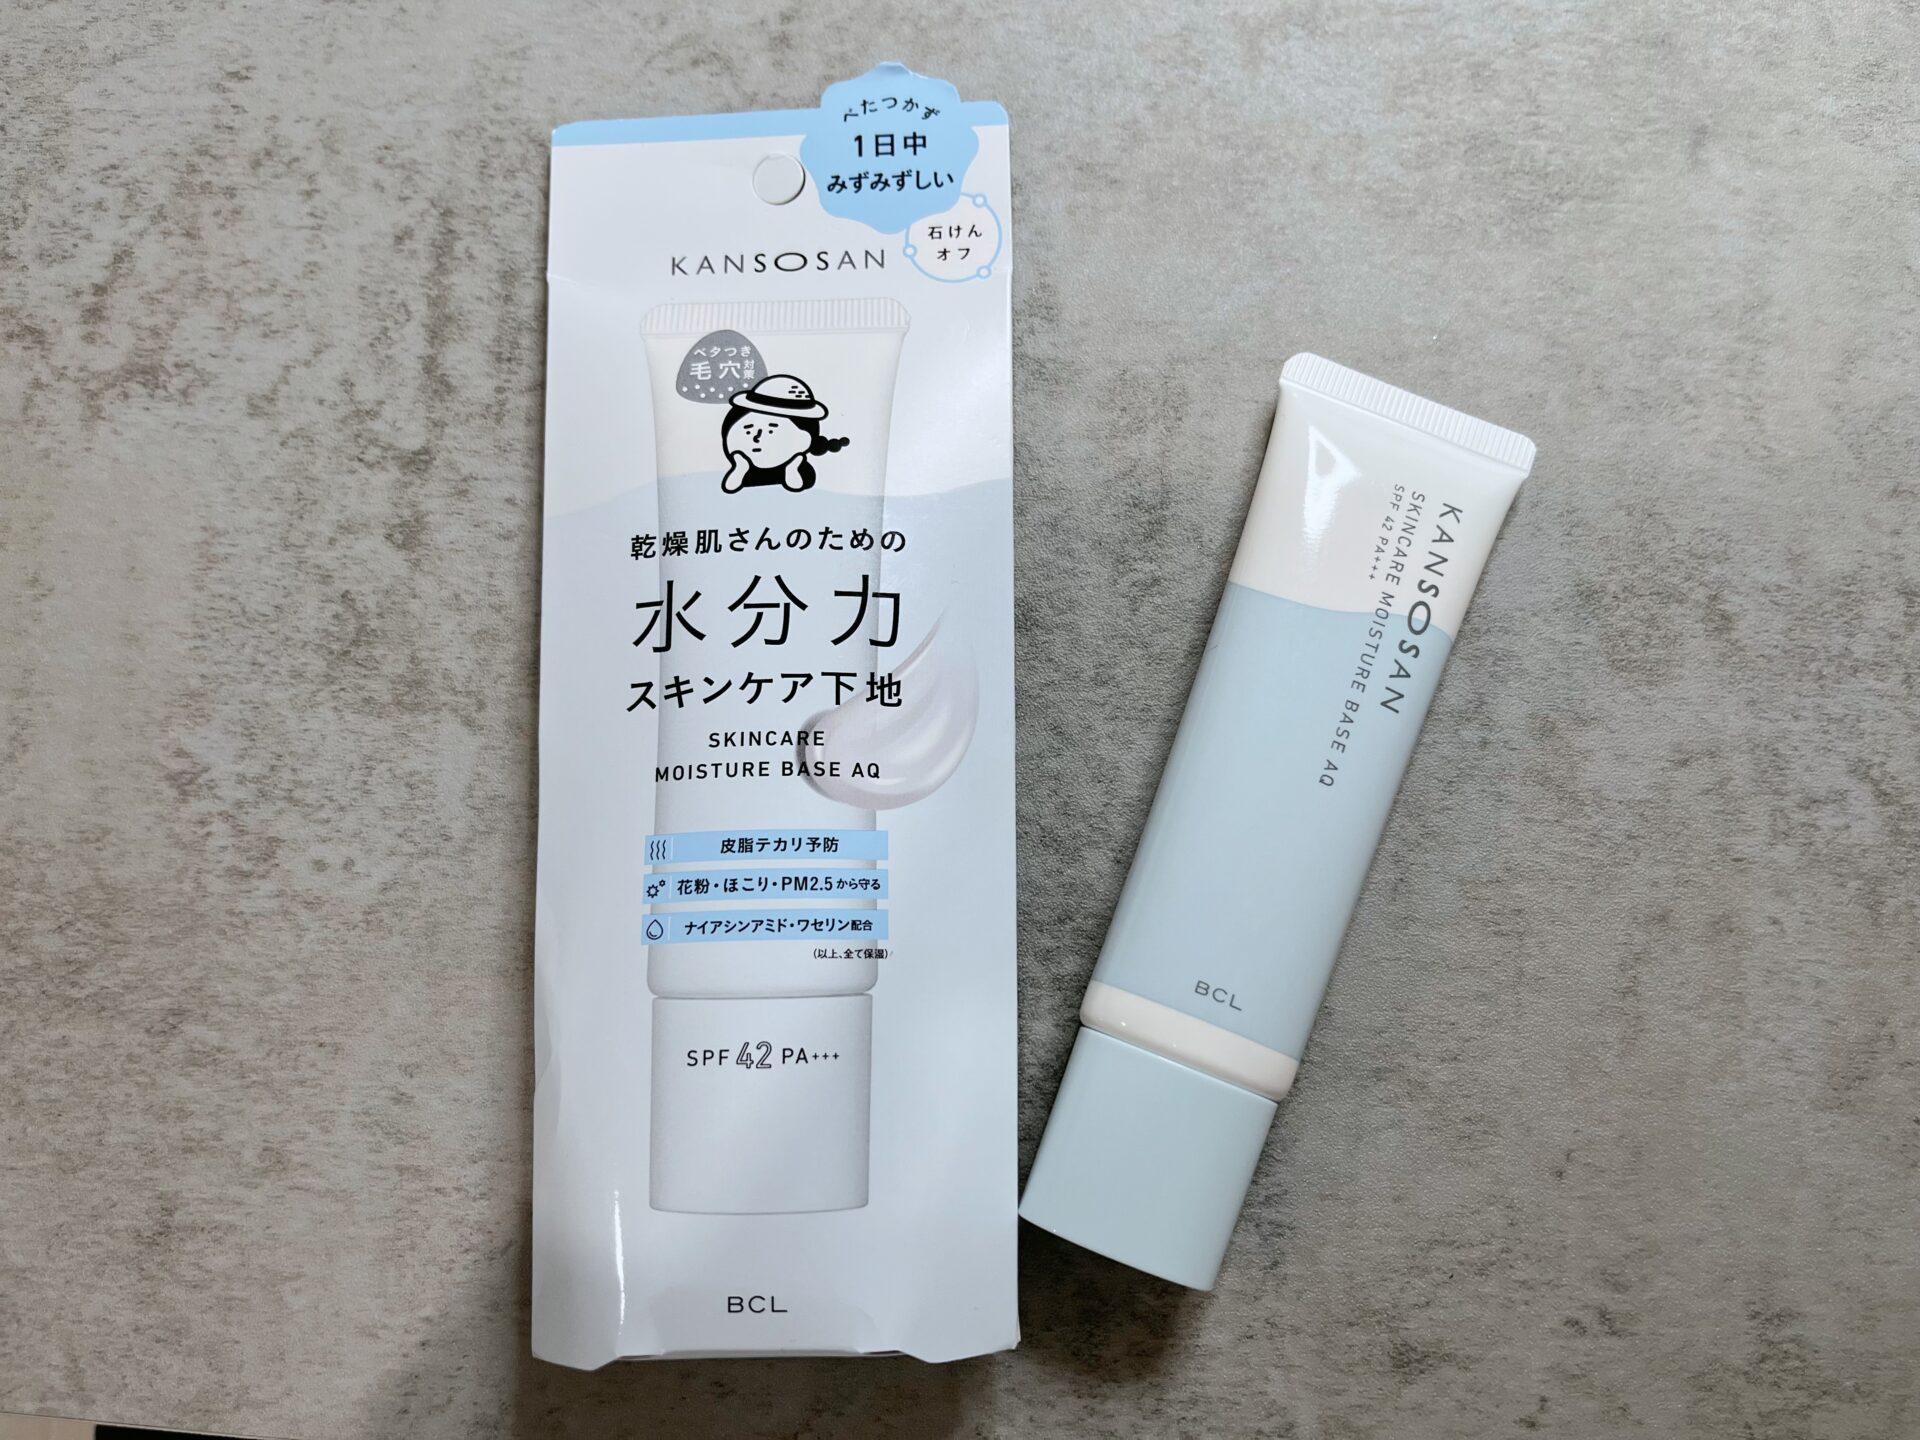 べたつかず
1日中
みずみずしい
石けん
オフ
KANSOSAN
ベタつき
毛穴対策
乾燥肌さんのための
水分力
スキンケア下地
SKINCARE
MOISTURE BASE AQ
皮脂テカリ予防
花粉・ほこり・PM2.5から守る
ナイアシンアミド・ワセリン配合
(以上、全て保湿)
SPF 42 PA+++
BCL
KANSOSAN
SKINCARE MOISTURE BASE AQ
SPF 42 PA+++
BCL